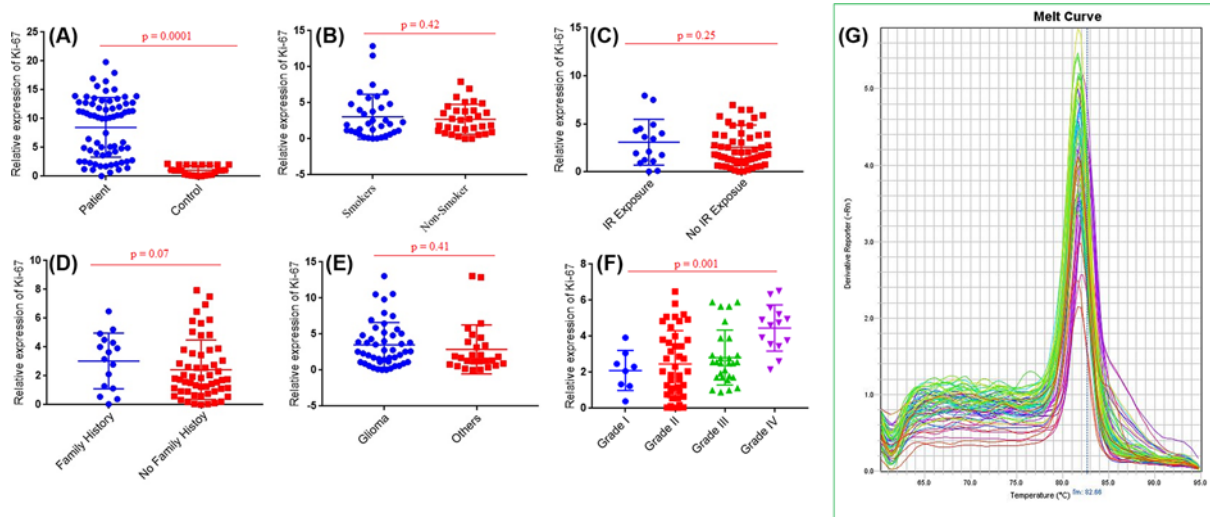 (A)
p = 0.0001
Relative expression of Ki-67
25
20
15
10
5
0
Patient
Control
(B)
p = 0.42
Relative expression of Ki-67
15
10
5
0
-5
Smokers
Non-Smoker
(C)
p = 0.25
Relative expression of Ki-67
15
10
5
0
IR Exposure
No IR Exposue
(D)
p = 0.07
Relative expression of Ki-67
10
8
6
4
2
0
Family History
No Family Histoy
(E)
p = 0.41
Relative expression of Ki-67
15
10
5
0
-5
Glioma
Others
(F)
p = 0.001
Relative expression of Ki-67
8
6
4
2
0
Grade I
Grade II
Grade III
Grade IV
(G)
Melt Curve
Derivative Reporter (-Rn')
5.0
4.0
3.0
2.0
1.0
0.0
65.0
70.0
75.0
80.0
85.0
90.0
95.0
Temperature (°C)
Tm: 82.66